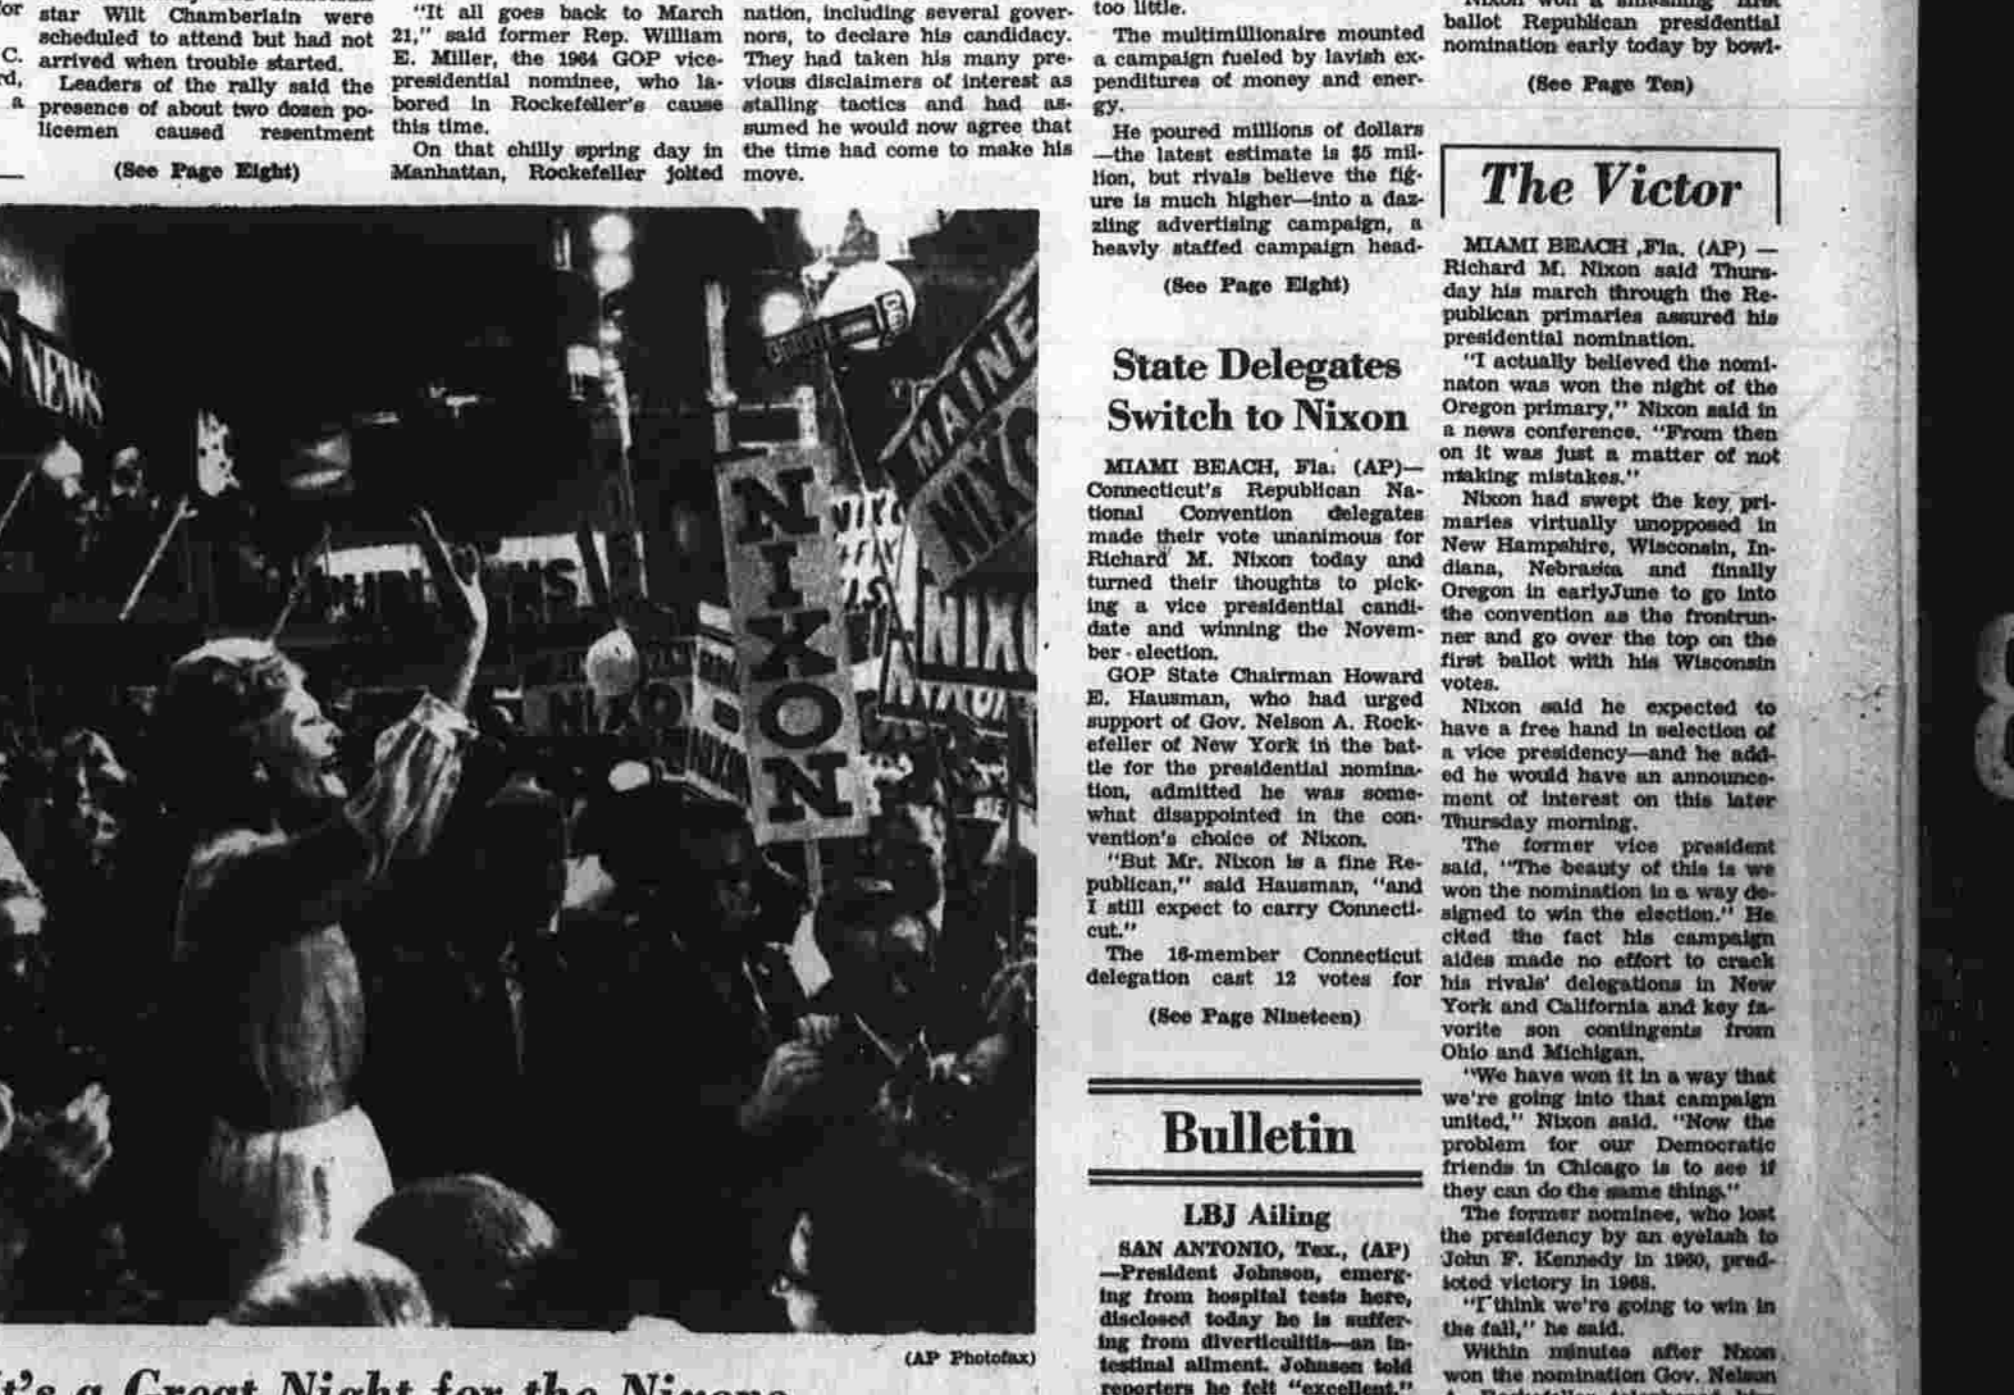 star Wilt Chamberlain were
scheduled to attend but had not
arrived when trouble started.
Leaders of the rally said the
presence of about two dozen po-
licemen caused resentment
(See Page Eight)
"It all goes back to March
21," said former Rep. William
E. Miller, the 1964 GOP vice-
presidential nominee, who la-
bored in Rockefeller's cause
this time.
On that chilly spring day in
Manhattan, Rockefeller jolted
nation, including several gover-
nors, to declare his candidacy.
They had taken his many pre-
vious disclaimers of interest as
stalling tactics and had as-
sumed he would now agree that
the time had come to make his
move.
NEWS
MAINE
NIXON
(AP Photofax)
It's a Great Night for the Nixons
too little.
The multimillionaire mounted
a campaign fueled by lavish ex-
penditures of money and ener-
gy.
He poured millions of dollars
—the latest estimate is $5 mil-
lion, but rivals believe the fig-
ure is much higher—into a daz-
zling advertising campaign, a
heavly staffed campaign head-
(See Page Eight)
State Delegates
Switch to Nixon
MIAMI BEACH, Fla. (AP)—
Connecticut's Republican Na-
tional Convention delegates
made their vote unanimous for
Richard M. Nixon today and
turned their thoughts to pick-
ing a vice presidential candi-
date and winning the Novem-
ber election.
GOP State Chairman Howard
E. Hausman, who had urged
support of Gov. Nelson A. Rock-
efeller of New York in the bat-
tle for the presidential nomina-
tion, admitted he was some-
what disappointed in the con-
vention's choice of Nixon.
"But Mr. Nixon is a fine Re-
publican," said Hausman, "and
I still expect to carry Connecti-
cut."
The 16-member Connecticut
delegation cast 12 votes for
(See Page Nineteen)
Bulletin
LBJ Ailing
SAN ANTONIO, Tex., (AP)
—President Johnson, emerg-
ing from hospital tests here,
disclosed today he is suffer-
ing from diverticulitis—an in-
testinal ailment. Johnson told
reporters he felt "excellent."
ballot Republican presidential
nomination early today by bowl-
(See Page Ten)
The Victor
MIAMI BEACH ,Fla. (AP) —
Richard M. Nixon said Thurs-
day his march through the Re-
publican primaries assured his
presidential nomination.
"I actually believed the nomi-
naton was won the night of the
Oregon primary," Nixon said in
a news conference. "From then
on it was just a matter of not
making mistakes."
Nixon had swept the key pri-
maries virtually unopposed in
New Hampshire, Wisconsin, In-
diana, Nebraska and finally
Oregon in earlyJune to go into
the convention as the frontrun-
ner and go over the top on the
first ballot with his Wisconsin
votes.
Nixon said he expected to
have a free hand in selection of
a vice presidency—and he add-
ed he would have an announce-
ment of interest on this later
Thursday morning.
The former vice president
said, "The beauty of this is we
won the nomination in a way de-
signed to win the election." He
cited the fact his campaign
aides made no effort to crack
his rivals' delegations in New
York and California and key fa-
vorite son contingents from
Ohio and Michigan.
"We have won it in a way that
we're going into that campaign
united," Nixon said. "Now the
problem for our Democratic
friends in Chicago is to see if
they can do the same thing."
The former nominee, who lost
the presidency by an eyelash to
John F. Kennedy in 1960, pred-
icted victory in 1968.
"I think we're going to win in
the fall," he said.
Within minutes after Nixon
won the nomination Gov. Nelson